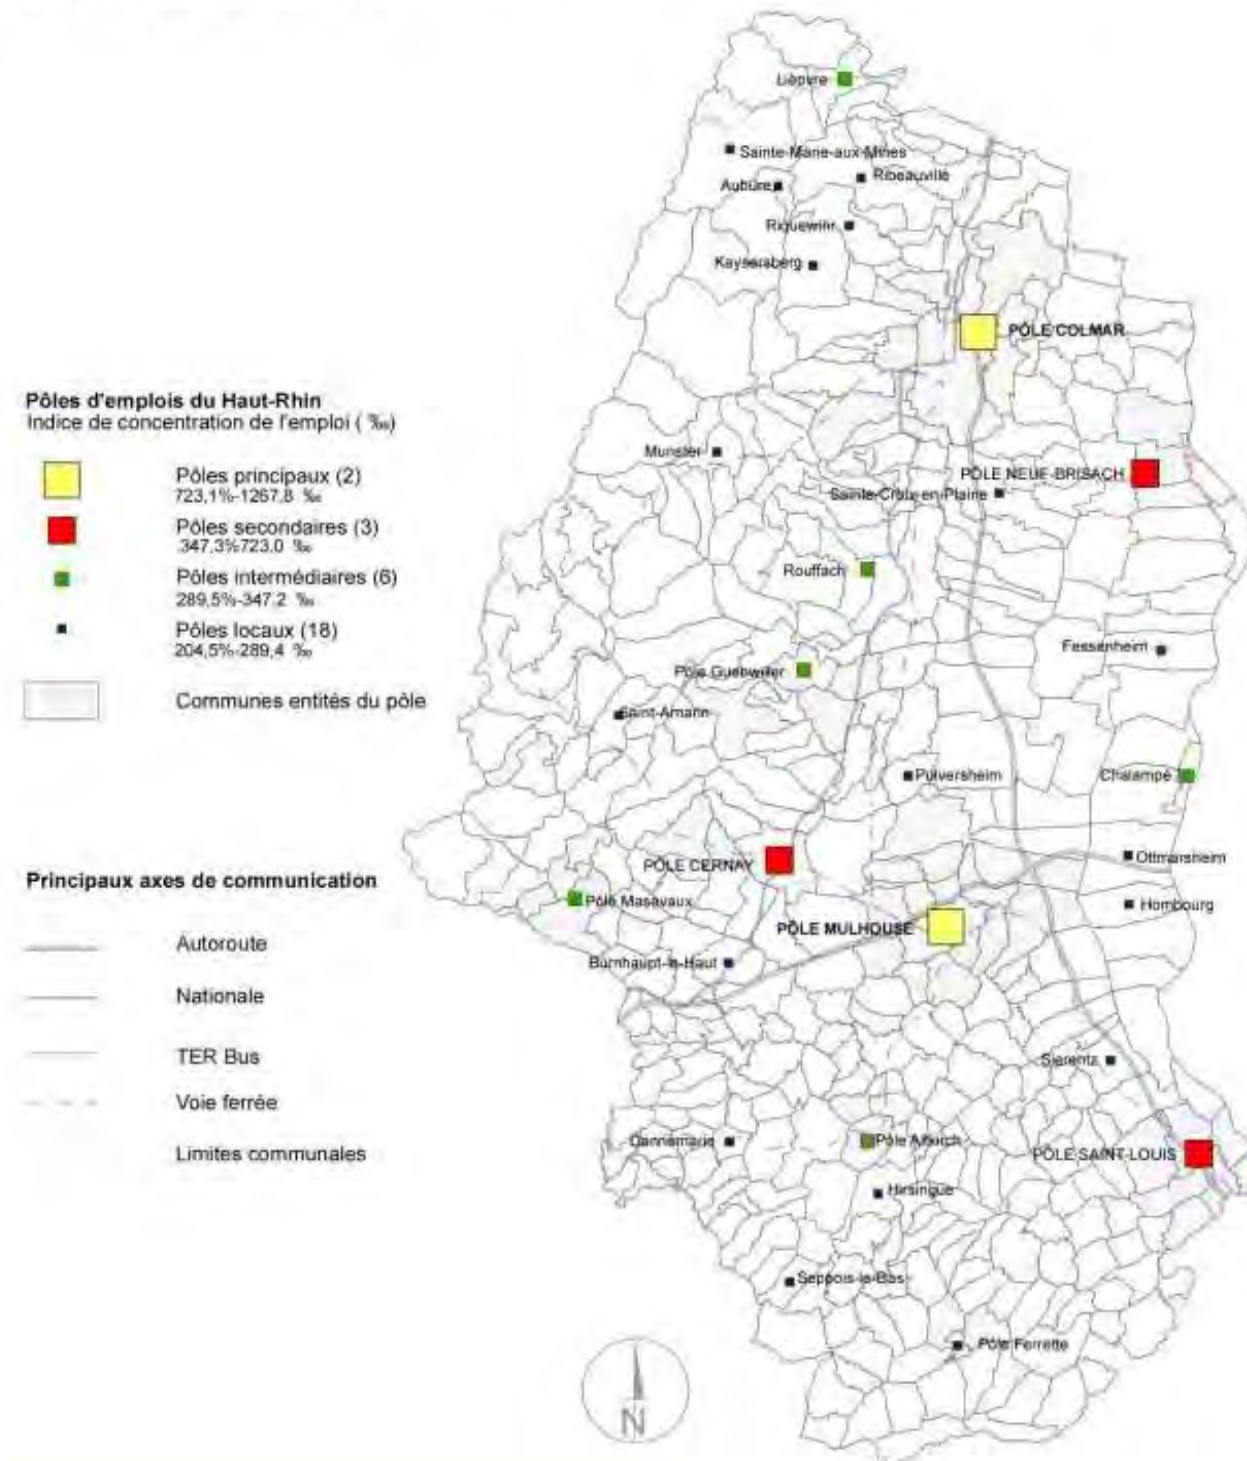 Pôles d'emplois du Haut-Rhin
Indice de concentration de l'emploi ( ‰)
Pôles principaux (2)
723,1%-1267,8 ‰
Pôles secondaires (3)
.347,3%723.0 ‰
Pôles intermédiaires (6)
289,5%-347.2 ‰
Pôles locaux (18)
204,5%-289,4 ‰
Communes entités du pôle
Principaux axes de communication
Autoroute
Nationale
TER Bus
Voie ferrée
Limites communales
Lièpvre
Sainte-Marie-aux-Mines
Ribeauvillé
Aubure
Riquewihr
Kaysersberg
PÔLE COLMAR
Munster
PÔLE NEUF-BRISACH
Sainte-Croix-en-Plaine
Rouffach
Fessenheim
Pôle Guebwiller
Saint-Amarin
Pulversheim
Chalampé
Ottmarsheim
PÔLE CERNAY
Pôle Masevaux
Hombourg
PÔLE MULHOUSE
Burnhaupt-le-Haut
Sierentz
Dannemarie
Pôle Altkirch
PÔLE SAINT-LOUIS
Hirsingue
Seppois-le-Bas
Pôle Ferrette
N